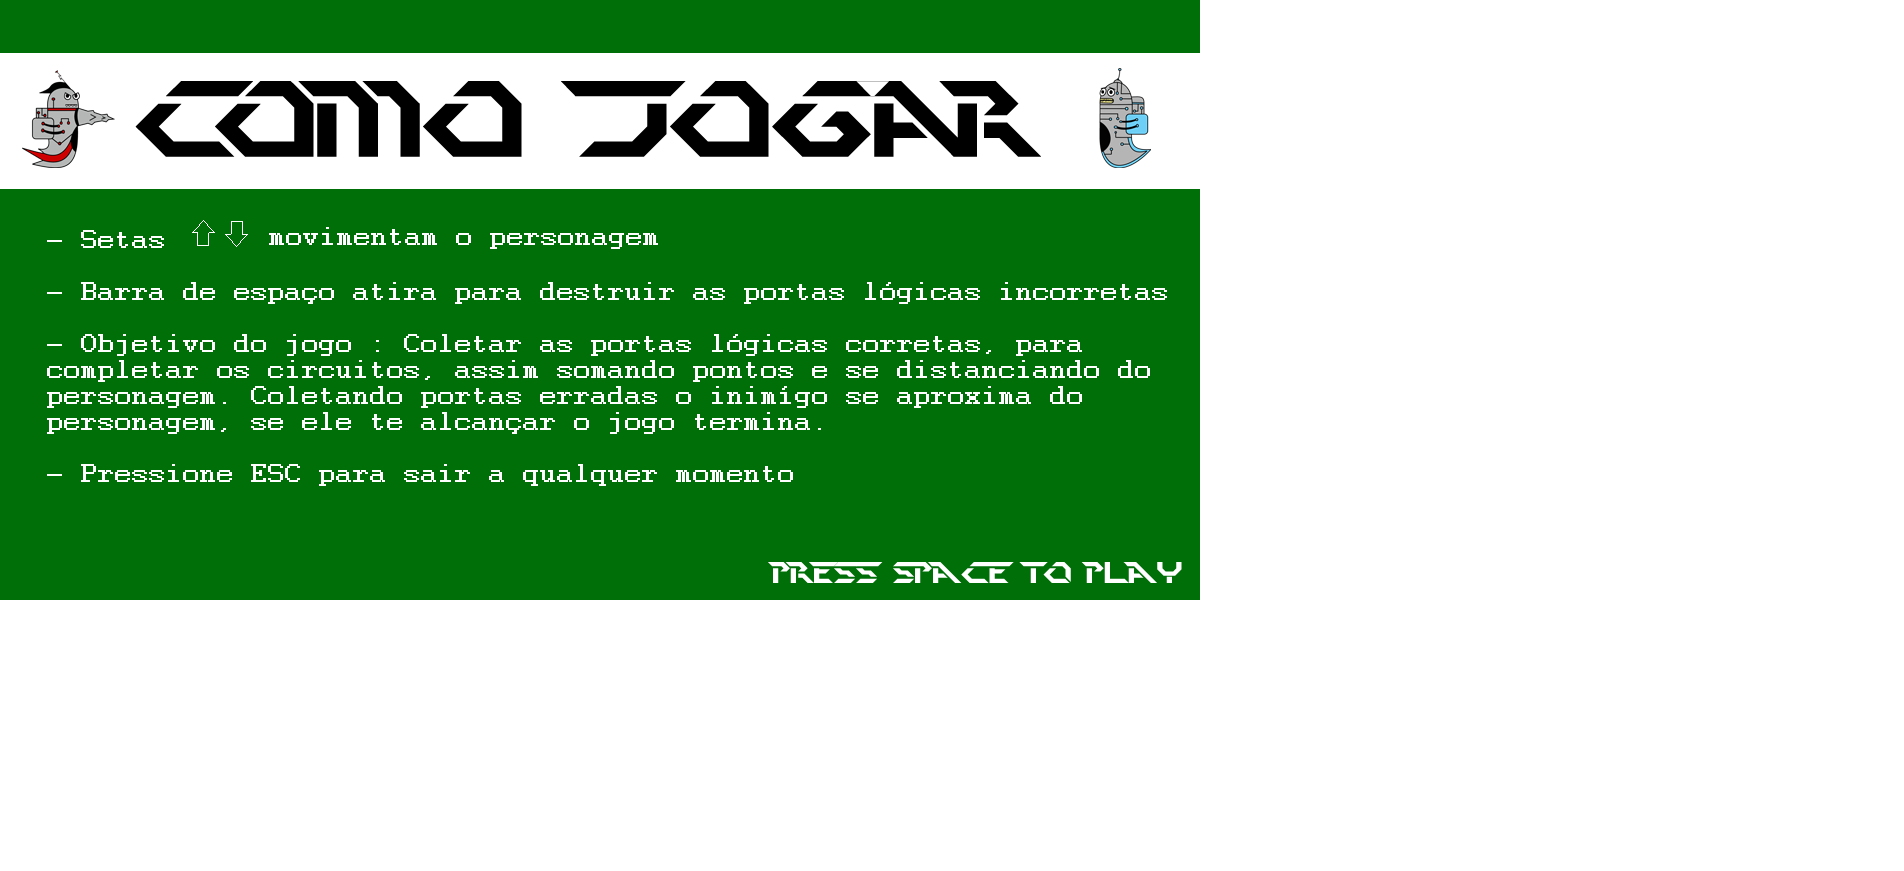 COMO JOGAR
- Setas ⇧ ⇩ movimentam o personagem
- Barra de espaço atira para destruir as portas lógicas incorretas
- Objetivo do jogo : Coletar as portas lógicas corretas, para
completar os circuitos, assim somando pontos e se distanciando do
personagem. Coletando portas erradas o inimígo se aproxima do
personagem, se ele te alcançar o jogo termina.
- Pressione ESC para sair a qualquer momento
PRESS SPACE TO PLAY